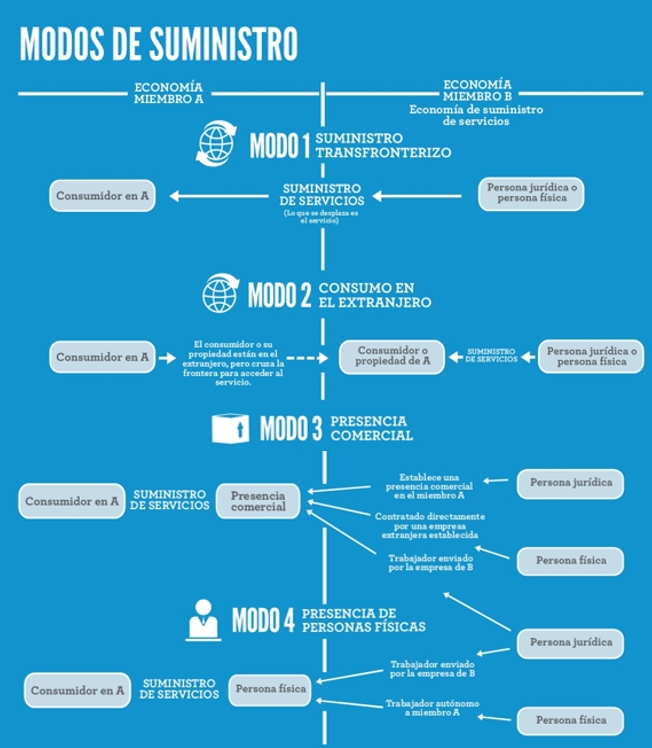 MODOS DE SUMINISTRO
ECONOMÍA
MIEMBRO A
ECONOMÍA
MIEMBRO B
Economía de suministro
de servicios
MODO 1 SUMINISTRO
TRANSFRONTERIZO
Consumidor en A
SUMINISTRO
DE SERVICIOS
(Lo que se desplaza es
el servicio)
Persona jurídica o
persona física
MODO 2 CONSUMO EN
EL EXTRANJERO
Consumidor en A
El consumidor o su
propiedad están en el
extranjero, pero cruza la
frontera para acceder al
servicio.
Consumidor o
propiedad de A
SUMINISTRO
DE SERVICIOS
Persona jurídica o
persona física
MODO 3 PRESENCIA
COMERCIAL
Consumidor en A
SUMINISTRO
DE SERVICIOS
Presencia
comercial
Establece una
presencia comercial
en el miembro A
Persona jurídica
Contratado directamente
por una empresa
extranjera establecida
Persona física
Trabajador enviado
por la empresa de B
MODO 4 PRESENCIA DE
PERSONAS FÍSICAS
Persona jurídica
Consumidor en A
SUMINISTRO
DE SERVICIOS
Persona física
Trabajador enviado
por la empresa de B
Trabajador autónomo
a miembro A
Persona física